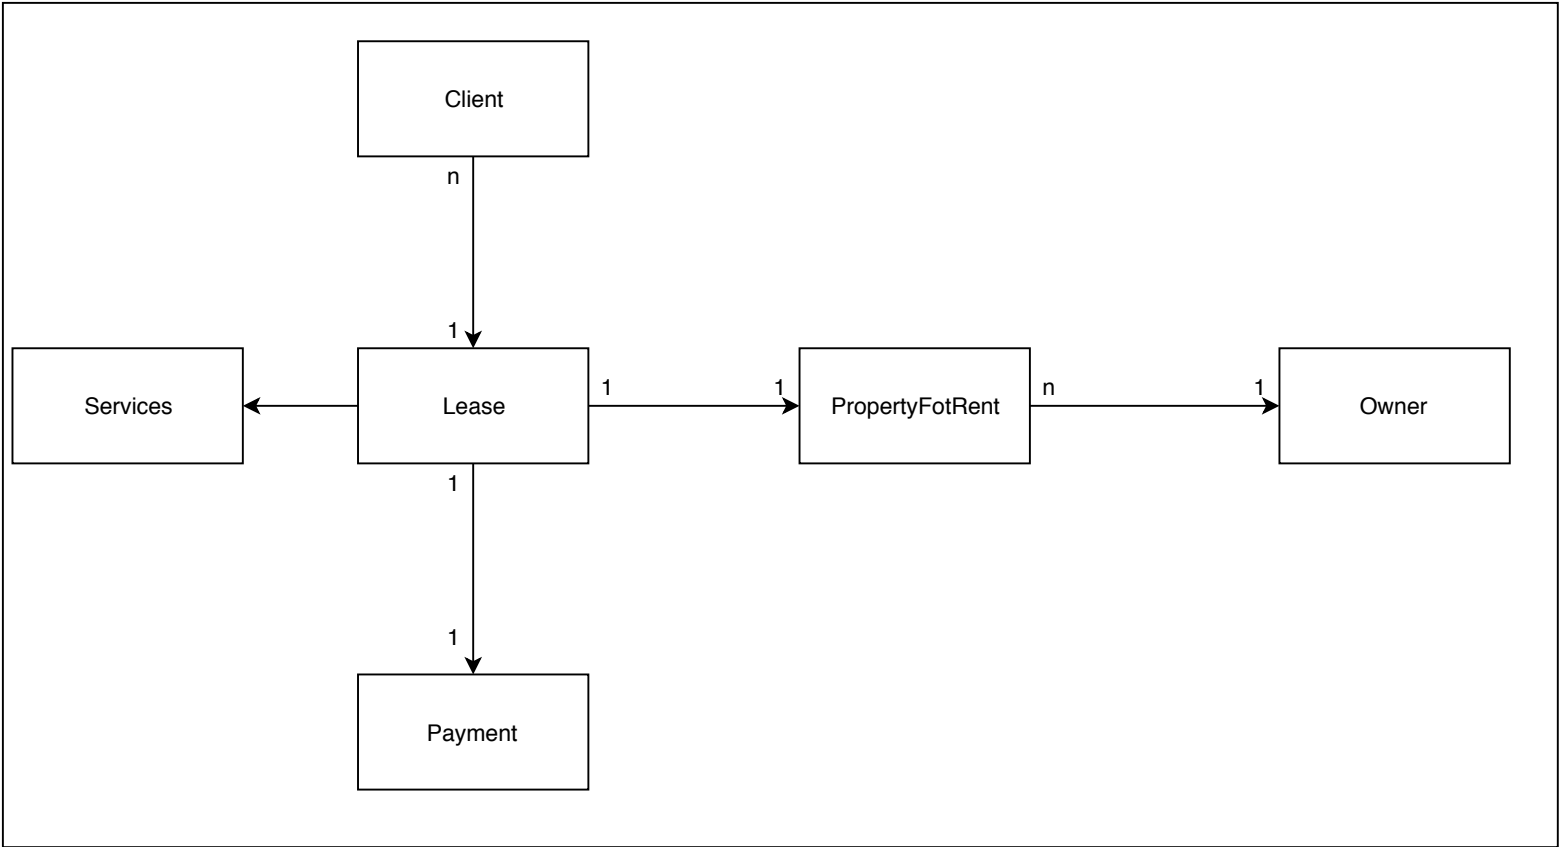 Client
n
1
Services
Lease
1
1
PropertyFotRent
n
1
Owner
1
1
Payment